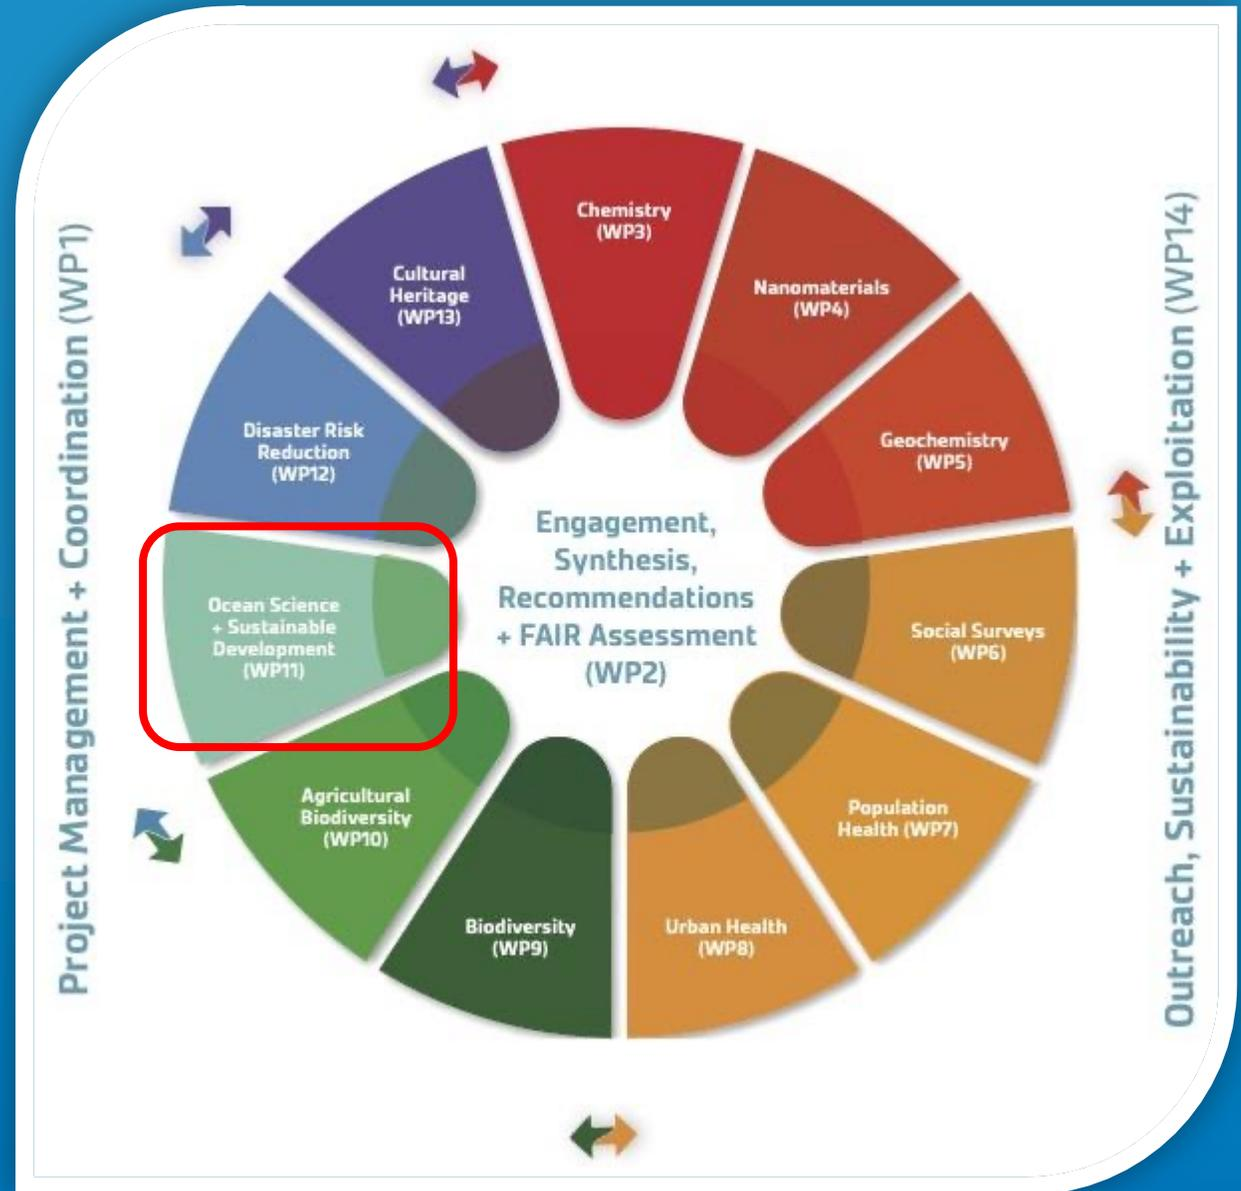 Project Management + Coordination (WP1)
Chemistry
(WP3)
Nanomaterials
(WP4)
Geochemistry
(WP5)
Social Surveys
(WP6)
Population
Health (WP7)
Urban Health
(WP8)
Biodiversity
(WP9)
Agricultural
Biodiversity
(WP10)
Ocean Science
+ Sustainable
Development
(WP11)
Disaster Risk
Reduction
(WP12)
Cultural
Heritage
(WP13)
Engagement,
Synthesis,
Recommendations
+ FAIR Assessment
(WP2)
Outreach, Sustainability + Exploitation (WP14)